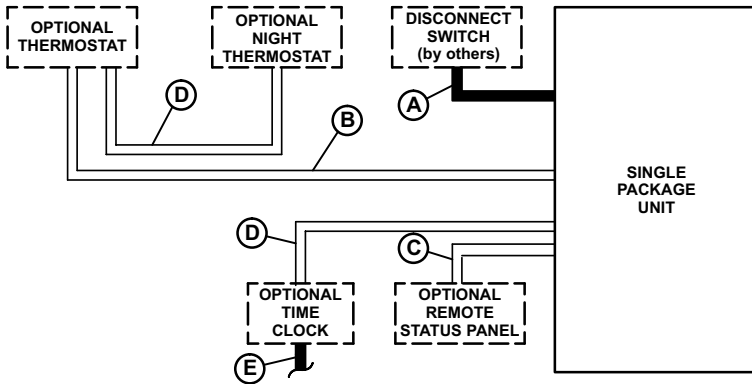 OPTIONAL
THERMOSTAT
OPTIONAL
NIGHT
THERMOSTAT
DISCONNECT
SWITCH
(by others)
A
D
B
SINGLE
PACKAGE
UNIT
D
C
OPTIONAL
TIME
CLOCK
OPTIONAL
REMOTE
STATUS PANEL
E